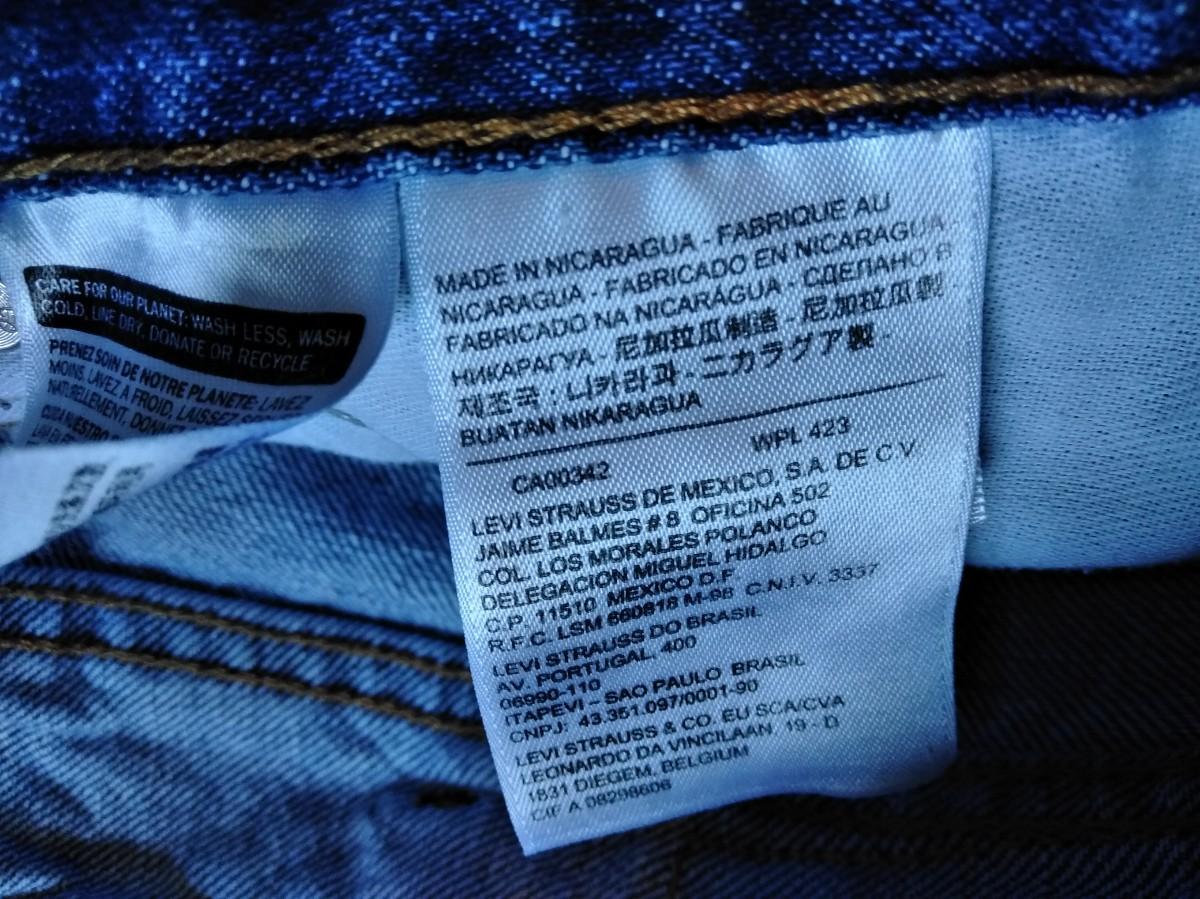 CARE FOR OUR PLANET: WASH LESS, WASH
COLD, LINE DRY, DONATE OR RECYCLE.
PRENEZ SOIN DE NOTRE PLANETE: LAVEZ
MOINS, LAVEZ A FROID, LAISSEZ
NATURELLEMENT, DONNEZ
CUIDA NUESTRO
MADE IN NICARAGUA - FABRIQUE AU
NICARAGUA - FABRICADO EN NICARAGUA
FABRICADO NA NICARÁGUA - СДЕЛАНО В
НИКАРАГУА - 尼加拉瓜制造 - 尼加拉瓜製
제조국 : 니카라과 - ニカラグア製 -
BUATAN NIKARAGUA
CA00342 WPL 423
LEVI STRAUSS DE MEXICO, S.A. DE C V
JAIME BALMES # 8 OFICINA 502
COL. LOS MORALES POLANCO
DELEGACION MIGUEL HIDALGO
C.P. 11510 MEXICO D.F
R.F.C. LSM 660818 M-98 C.N.I.V. 3337
LEVI STRAUSS DO BRASIL
AV. PORTUGAL, 400
06990-110
ITAPEVI – SAO PAULO BRASIL
CNPJ: 43.351.097/0001-90
LEVI STRAUSS & CO. EU SCA/CVA
LEONARDO DA VINCILAAN 19 - D
1831 DIEGEM, BELGIUM
CIF A 08298606